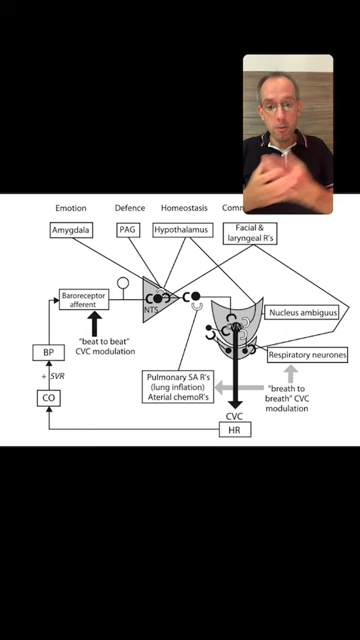 Emotion
Defence
Homeostasis
Amygdala
PAG
Hypothalamus
Facial &
laryngeal R's
Baroreceptor
afferent
NTS
Nucleus ambiguus
"beat to beat"
CVC modulation
BP
Respiratory neurones
+ SVR
Pulmonary SA R's
(lung inflation)
Aterial chemoR's
"breath to
breath" CVC
modulation
CO
CVC
HR